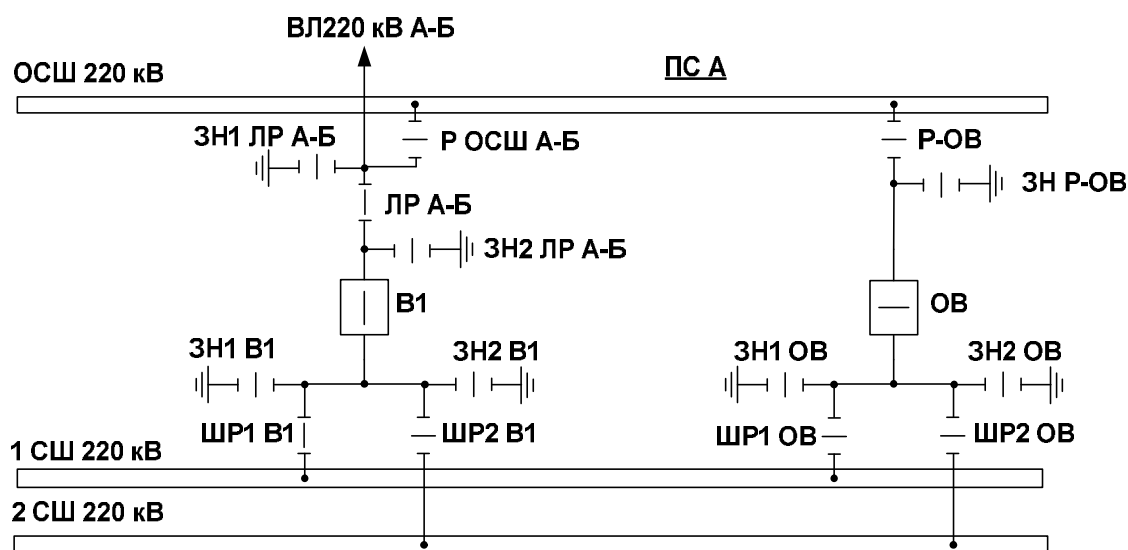 ВЛ220 кВ А-Б
ОСШ 220 кВ
ПС А
ЗН1 ЛР А-Б
Р ОСШ А-Б
Р-ОВ
ЗН Р-ОВ
ЛР А-Б
ЗН2 ЛР А-Б
В1
ОВ
ЗН1 В1
ЗН2 В1
ЗН1 ОВ
ЗН2 ОВ
ШР1 В1
ШР2 В1
ШР1 ОВ
ШР2 ОВ
1 СШ 220 кВ
2 СШ 220 кВ